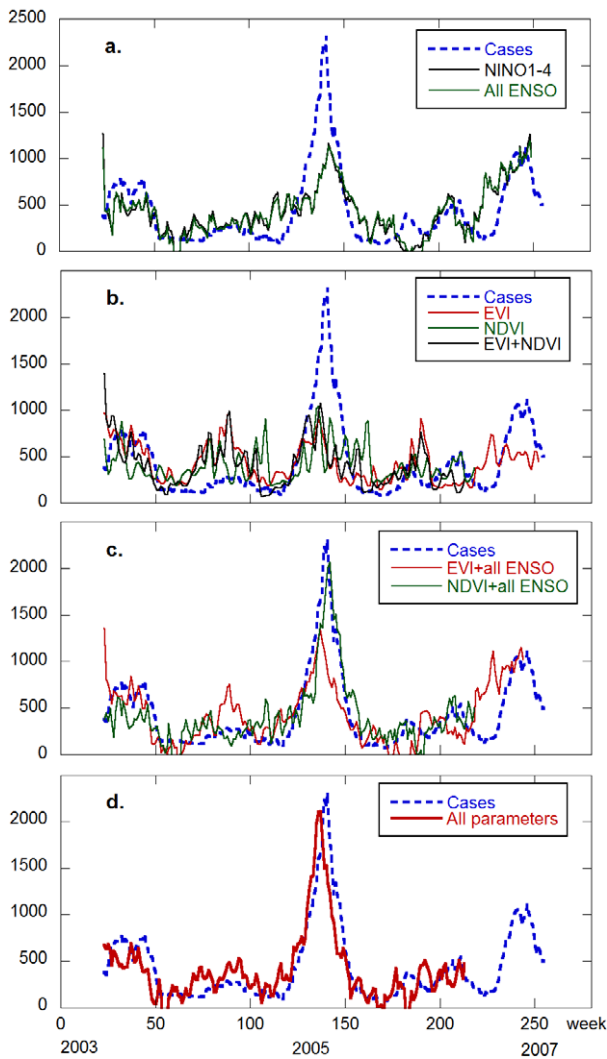 a.
Cases
NINO1-4
All ENSO
2500
2000
1500
1000
500
0
b.
Cases
EVI
NDVI
EVI+NDVI
2000
1500
1000
500
0
c.
Cases
EVI+all ENSO
NDVI+all ENSO
2000
1500
1000
500
0
d.
Cases
All parameters
2000
1500
1000
500
0
0 50 100 150 200 250 week
2003 2005 2007